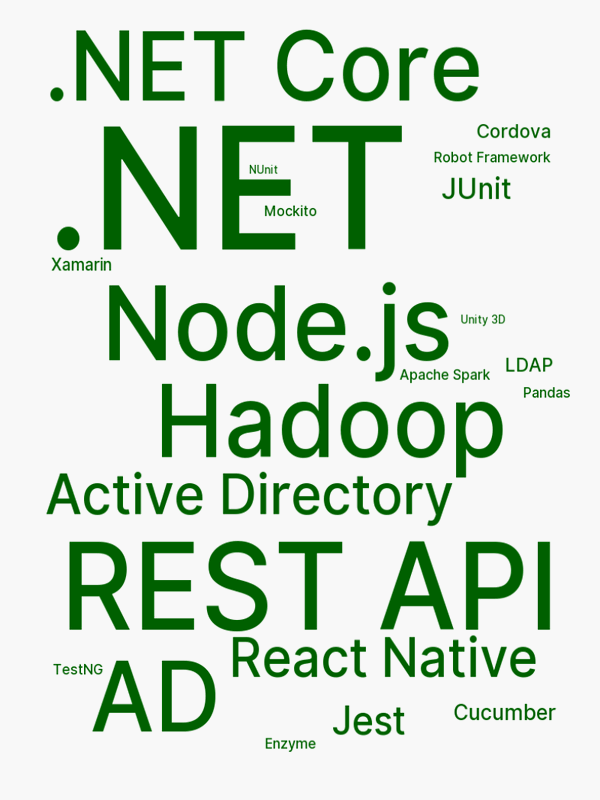 .NET Core
.NET
NUnit
Mockito
Cordova
Robot Framework
JUnit
Xamarin
Node.js
Unity 3D
LDAP
Apache Spark
Pandas
Hadoop
Active Directory
REST API
React Native
TestNG
AD
Jest
Cucumber
Enzyme